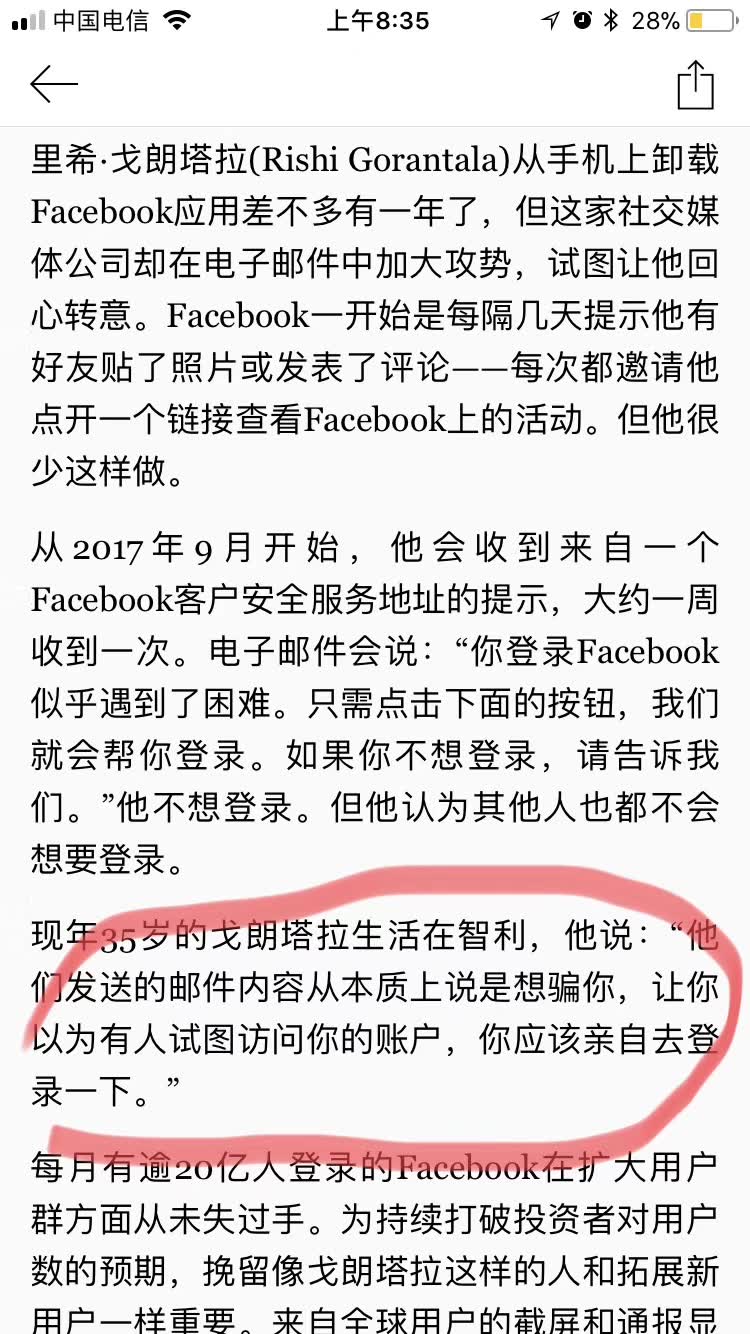 中国电信 上午8:35 28%
里希·戈朗塔拉(Rishi Gorantala)从手机上卸载
Facebook应用差不多有一年了，但这家社交媒
体公司却在电子邮件中加大攻势，试图让他回
心转意。Facebook一开始是每隔几天提示他有
好友贴了照片或发表了评论——每次都邀请他
点开一个链接查看Facebook上的活动。但他很
少这样做。
从2017年9月开始，他会收到来自一个
Facebook客户安全服务地址的提示，大约一周
收到一次。电子邮件会说：“你登录Facebook
似乎遇到了困难。只需点击下面的按钮，我们
就会帮你登录。如果你不想登录，请告诉我
们。”他不想登录。但他认为其他人也都不会
想要登录。
现年35岁的戈朗塔拉生活在智利，他说：“他
们发送的邮件内容从本质上说是想骗你，让你
以为有人试图访问你的账户，你应该亲自去登
录一下。”
每月有逾20亿人登录的Facebook在扩大用户
群方面从未失过手。为持续打破投资者对用户
数的预期，挽留像戈朗塔拉这样的人和拓展新
用户一样重要。来自全球用户的截屏和通报显